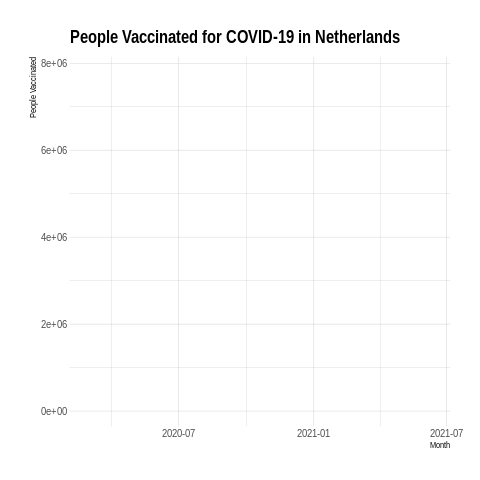 People Vaccinated for COVID-19 in Netherlands
People Vaccinated
8e+06
6e+06
4e+06
2e+06
0e+00
2020-07
2021-01
2021-07
Month